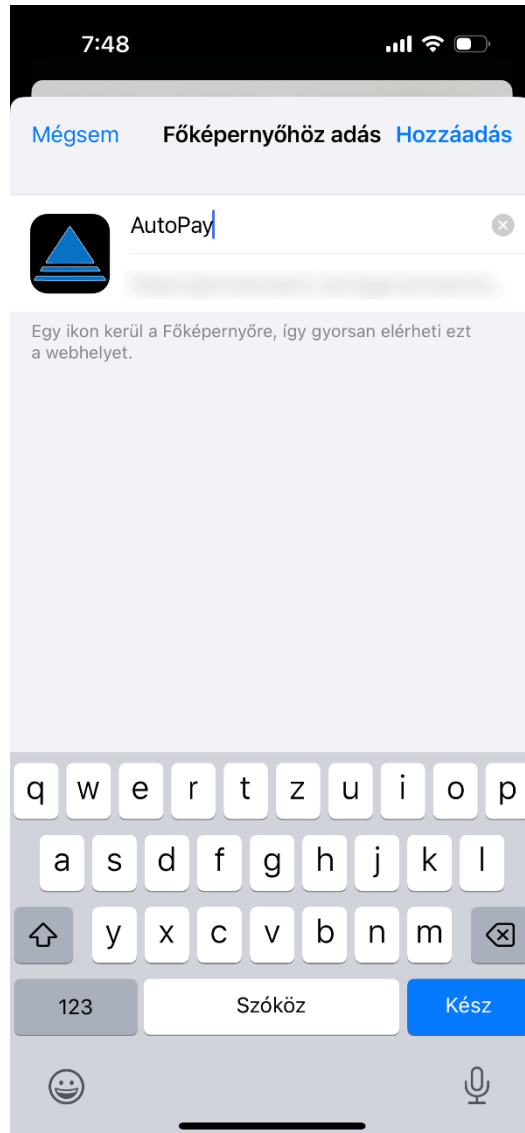 7:48
Mégsem Főképernyőhöz adás Hozzáadás
AutoPay
Egy ikon kerül a Főképernyőre, így gyorsan elérheti ezt
a webhelyet.
q w e r t z u i o p
a s d f g h j k l
y x c v b n m
123 Szóköz Kész